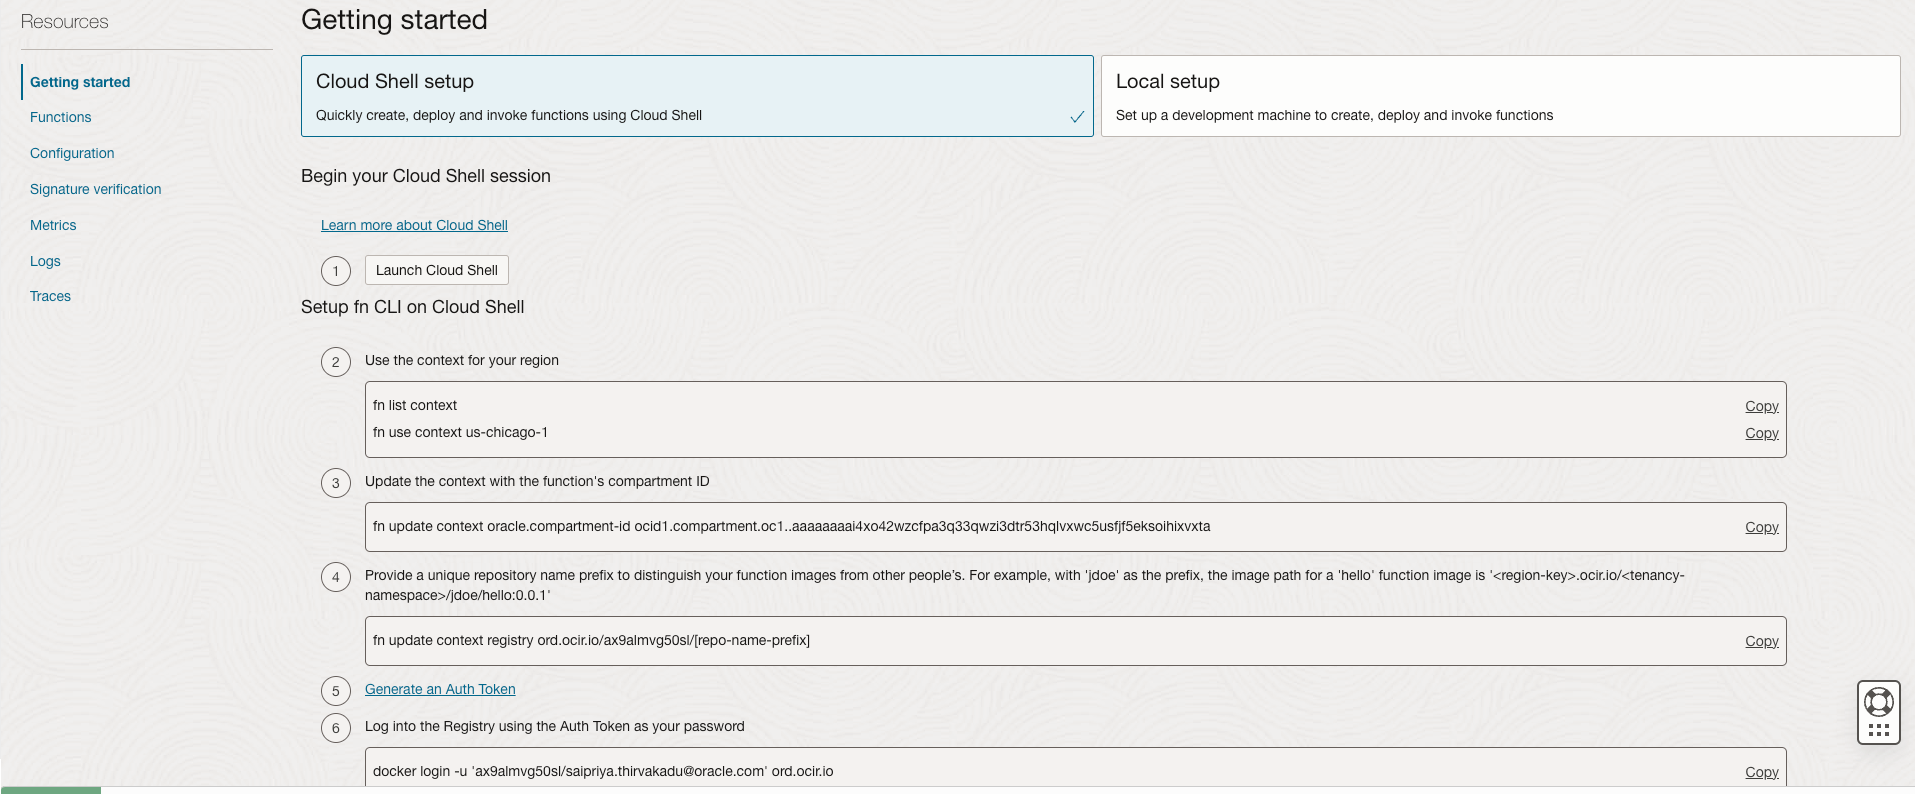 Resources
Getting started
Functions
Configuration
Signature verification
Metrics
Logs
Traces
Getting started
Cloud Shell setup
Quickly create, deploy and invoke functions using Cloud Shell
Local setup
Set up a development machine to create, deploy and invoke functions
Begin your Cloud Shell session
Learn more about Cloud Shell
1 Launch Cloud Shell
Setup fn CLI on Cloud Shell
2 Use the context for your region
fn list context Copy
fn use context us-chicago-1 Copy
3 Update the context with the function's compartment ID
fn update context oracle.compartment-id ocid1.compartment.oc1..aaaaaaaai4xo42wzcfpa3q33qwzi3dtr53hqlvxwc5usfjf5eksoihixvxta Copy
4 Provide a unique repository name prefix to distinguish your function images from other people’s. For example, with 'jdoe' as the prefix, the image path for a 'hello' function image is '<region-key>.ocir.io/<tenancy-
namespace>/jdoe/hello:0.0.1'
fn update context registry ord.ocir.io/ax9almvg50sl/[repo-name-prefix] Copy
5 Generate an Auth Token
6 Log into the Registry using the Auth Token as your password
docker login -u 'ax9almvg50sl/saipriya.thirvakadu@oracle.com' ord.ocir.io Copy